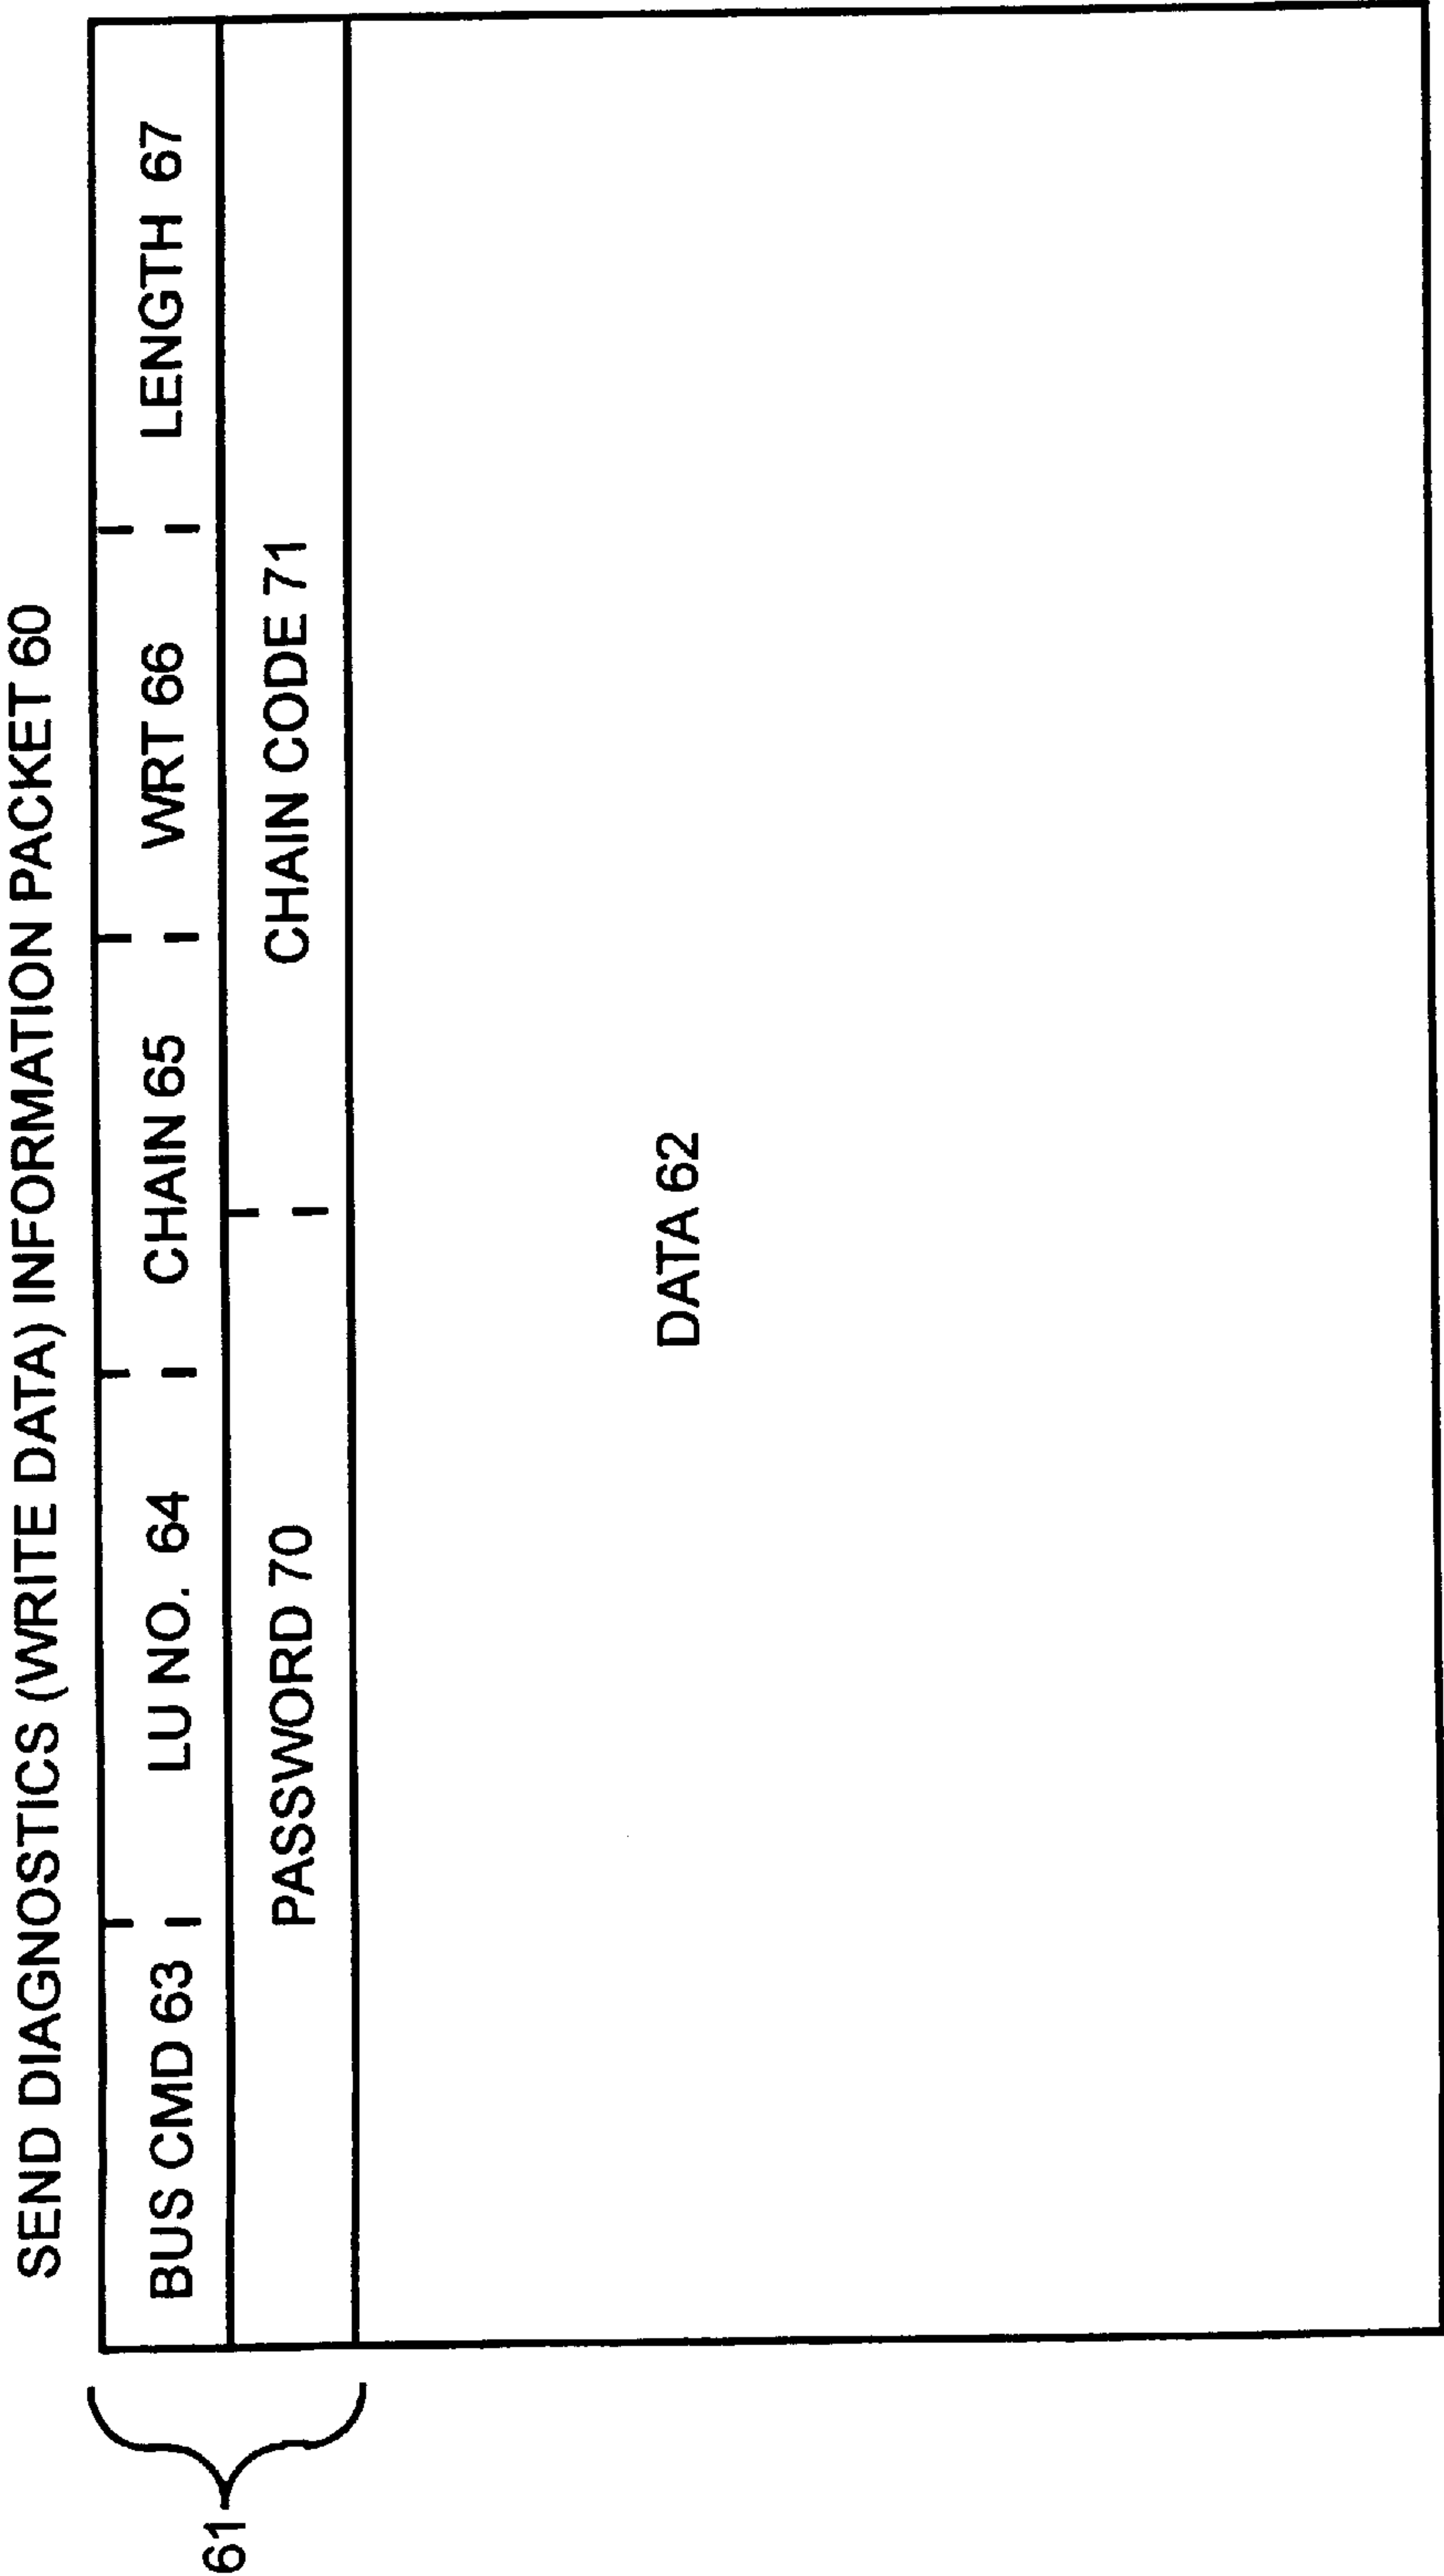 SEND DIAGNOSTICS (WRITE DATA) INFORMATION PACKET 60
BUS CMD 63 LU NO. 64 CHAIN 65 WRT 66 LENGTH 67
PASSWORD 70 CHAIN CODE 71
61
DATA 62